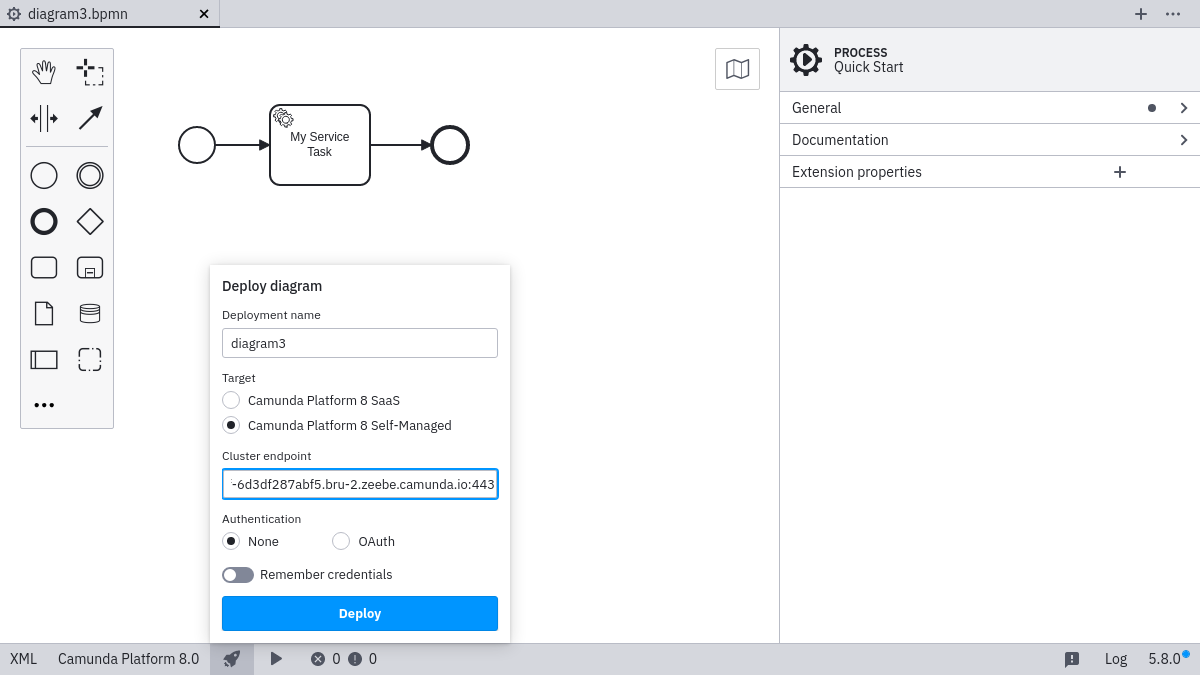 diagram3.bpmn
PROCESS
Quick Start
General
Documentation
Extension properties
My Service
Task
Deploy diagram
Deployment name
diagram3
Target
Camunda Platform 8 SaaS
Camunda Platform 8 Self-Managed
Cluster endpoint
-6d3df287abf5.bru-2.zeebe.camunda.io:443
Authentication
None OAuth
Remember credentials
Deploy
XML Camunda Platform 8.0 0 0 Log 5.8.0